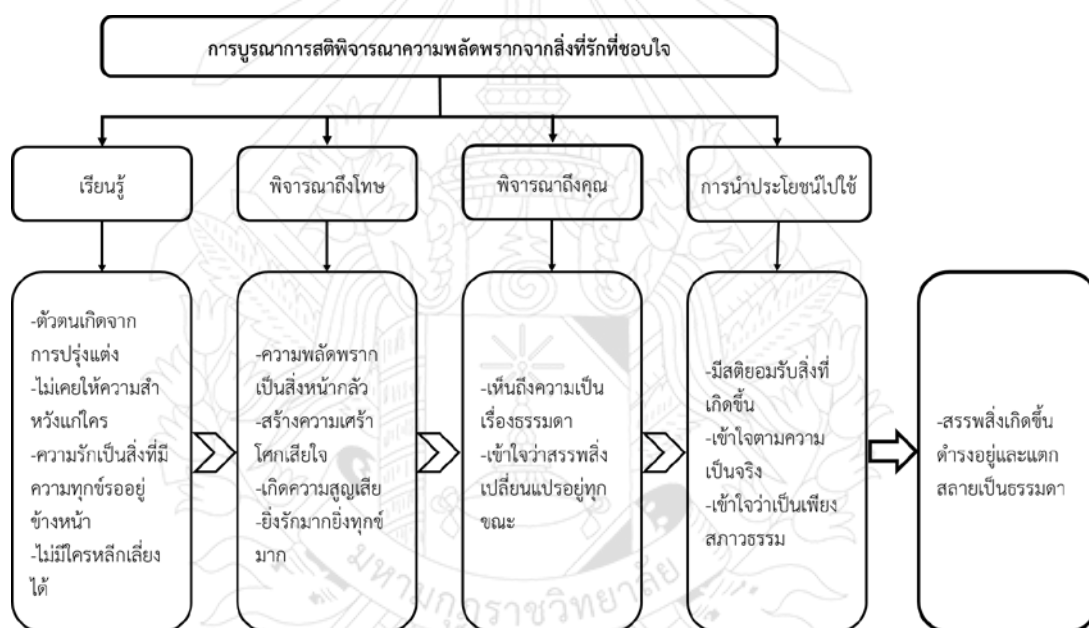 การบูรณาการสติพิจารณาความพลัดพรากจากสิ่งที่รักที่ชอบใจ
เรียนรู้
พิจารณาถึงโทษ
พิจารณาถึงคุณ
การนำประโยชน์ไปใช้
-ตัวตนเกิดจาก
การปรุ่งแต่ง
-ไม่เคยให้ความสำ
หวังแก่ใคร
-ความรักเป็นสิ่งที่มี
ความทุกข์รออยู่
ข้างหน้า
-ไม่มีใครหลีกเลี่ยง
ได้
-ความพลัดพราก
เป็นสิ่งหน้ากลัว
-สร้างความเศร้า
โศกเสียใจ
-เกิดความสูญเสีย
-ยิ่งรักมากยิ่งทุกข์
มาก
-เห็นถึงความเป็น
เรื่องธรรมดา
-เข้าใจว่าสรรพสิ่ง
เปลี่ยนแปรอยู่ทุก
ขณะ
-มีสติยอมรับสิ่งที่
เกิดขึ้น
-เข้าใจตามความ
เป็นจริง
-เข้าใจว่าเป็นเพียง
สภาวธรรม
-สรรพสิ่งเกิดขึ้น
ดำรงอยู่และแตก
สลายเป็นธรรมดา
มหามกุฏราชวิทยาลัย